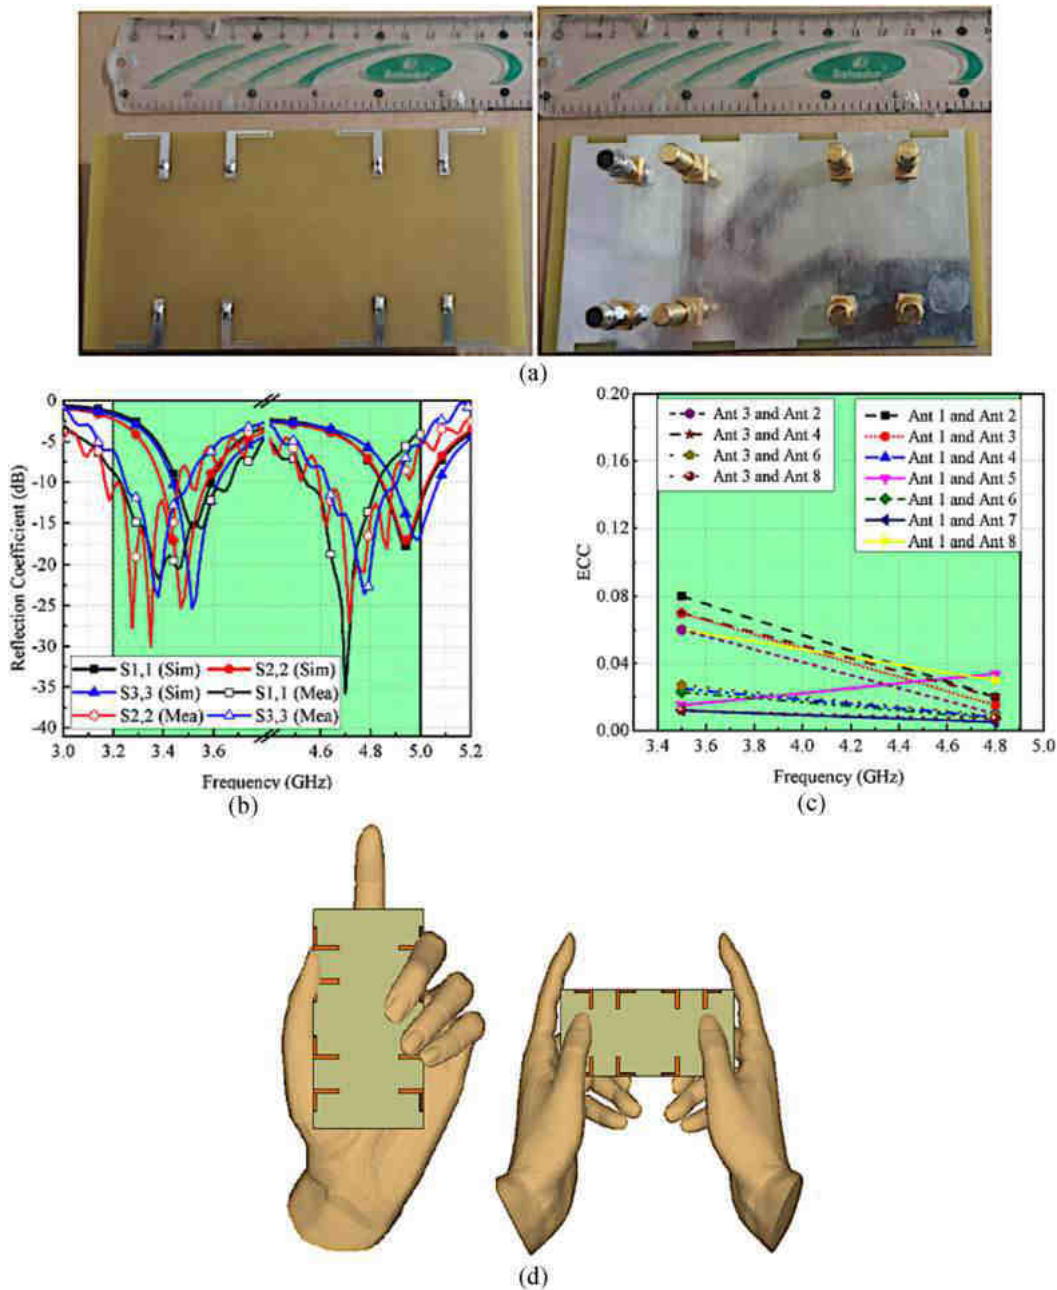 (a)
0
-5
-10
-15
-20
-25
-30
-35
-40
Reflection Coefficient (dB)
S1,1 (Sim) S2,2 (Sim)
S3,3 (Sim) S1,1 (Mea)
S2,2 (Mea) S3,3 (Mea)
3.0 3.2 3.4 3.6 4.6 4.8 5.0 5.2
Frequency (GHz)
(b)
0.20
0.16
0.12
0.08
0.04
0.00
ECC
Ant 3 and Ant 2
Ant 3 and Ant 4
Ant 3 and Ant 6
Ant 3 and Ant 8
Ant 1 and Ant 2
Ant 1 and Ant 3
Ant 1 and Ant 4
Ant 1 and Ant 5
Ant 1 and Ant 6
Ant 1 and Ant 7
Ant 1 and Ant 8
3.4 3.6 3.8 4.0 4.2 4.4 4.6 4.8 5.0
Frequency (GHz)
(c)
(d)